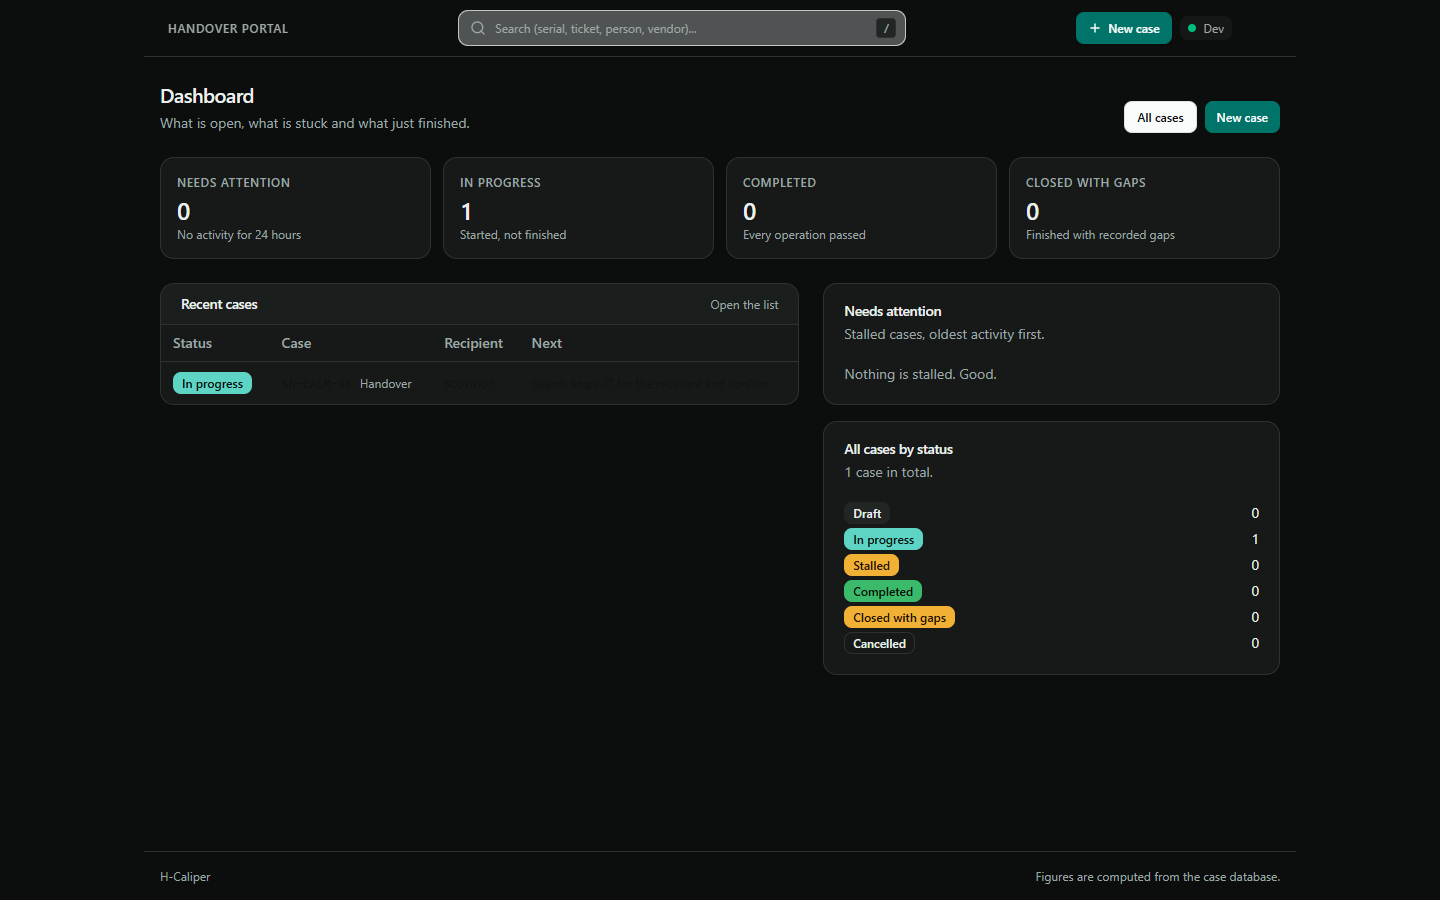 HANDOVER PORTAL
Search (serial, ticket, person, vendor)...
/
+ New case
Dev
Dashboard
What is open, what is stuck and what just finished.
All cases
New case
NEEDS ATTENTION
0
No activity for 24 hours
IN PROGRESS
1
Started, not finished
COMPLETED
0
Every operation passed
CLOSED WITH GAPS
0
Finished with recorded gaps
Recent cases
Open the list
Status Case Recipient Next
In progress Handover
Needs attention
Stalled cases, oldest activity first.
Nothing is stalled. Good.
All cases by status
1 case in total.
Draft 0
In progress 1
Stalled 0
Completed 0
Closed with gaps 0
Cancelled 0
H-Caliper
Figures are computed from the case database.